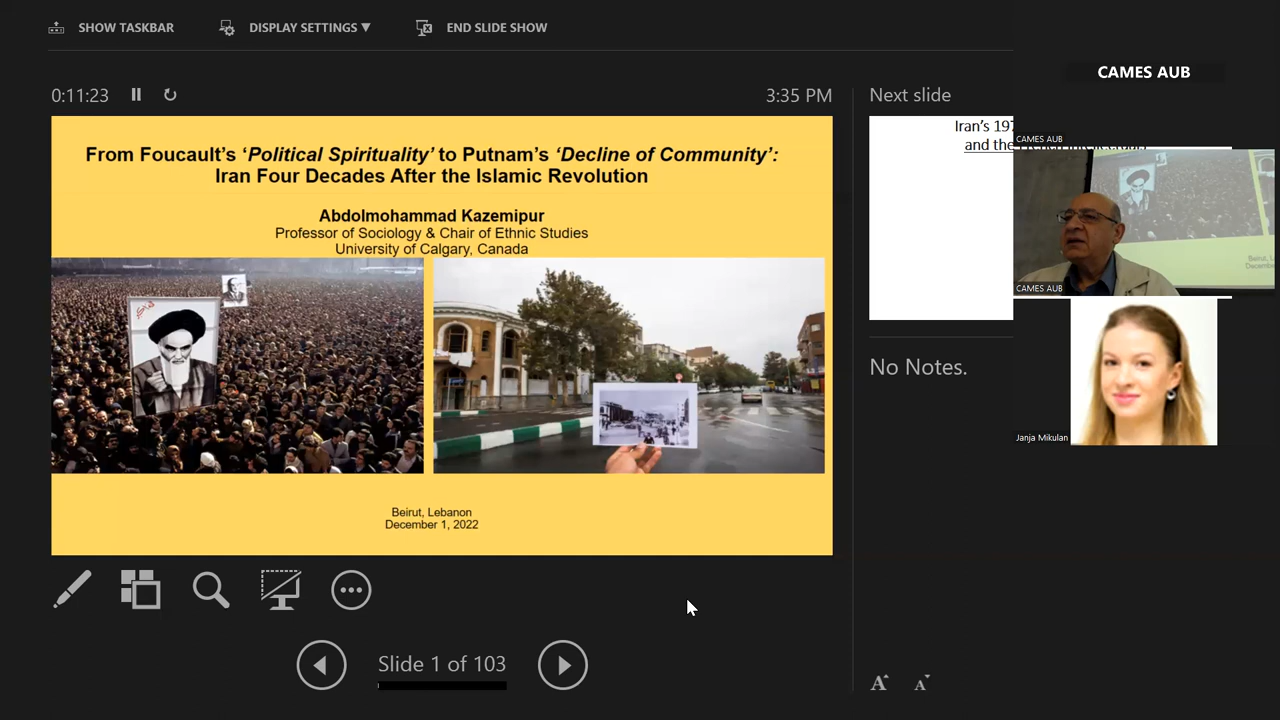 SHOW TASKBAR
DISPLAY SETTINGS ▼
END SLIDE SHOW
0:11:23
3:35 PM
From Foucault's 'Political Spirituality' to Putnam's 'Decline of Community':
Iran Four Decades After the Islamic Revolution
Abdolmohammad Kazemipur
Professor of Sociology & Chair of Ethnic Studies
University of Calgary, Canada
Beirut, Lebanon
December 1, 2022
Slide 1 of 103
Next slide
Iran's
and the
No Notes.
A A
CAMES AUB
CAMES AUB
CAMES AUB
Janja Mikulan